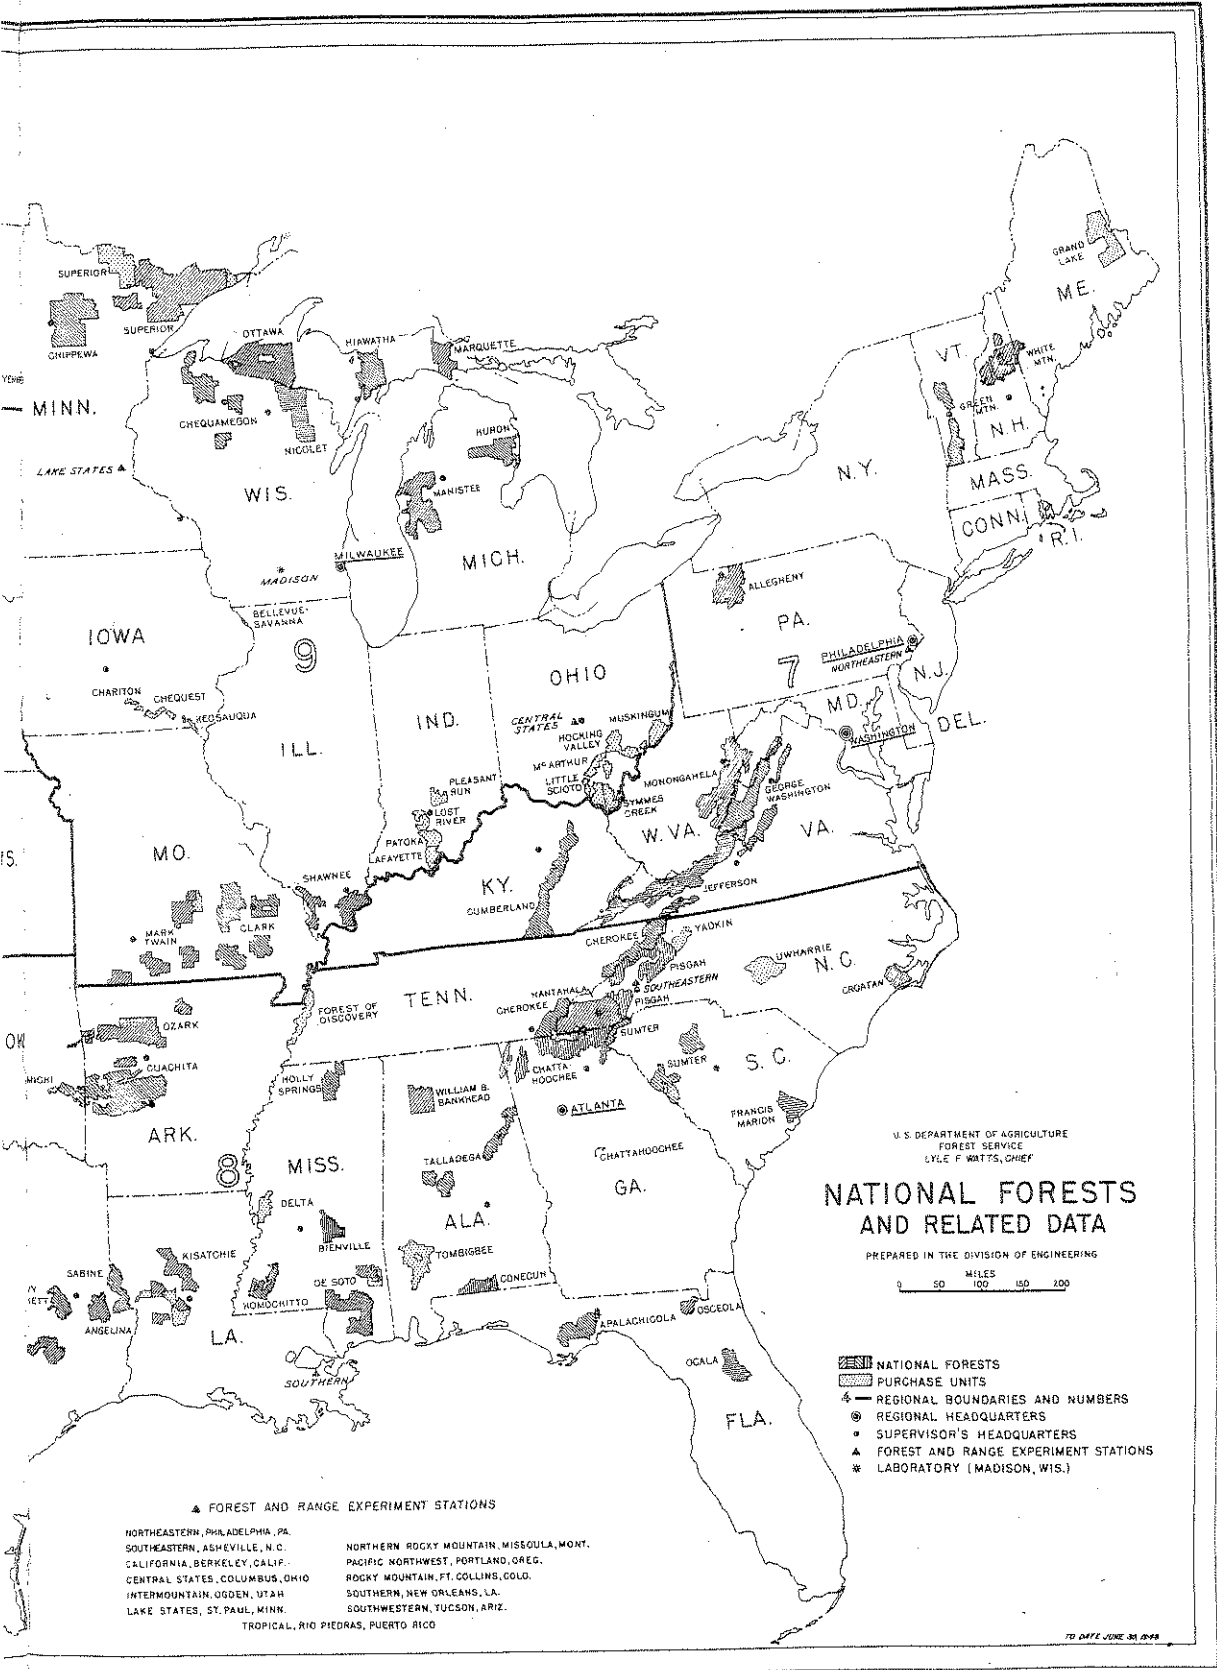 GRAND
LAKE
ME.
SUPERIOR
SUPERIOR
CHIPPEWA
OTTAWA
HIAWATHA
MARQUETTE
VT.
WHITE
MTN.
MINN.
CHEQUAMEGON
NICOLET
HURON
GREEN
MTN.
N.H.
LAKE STATES
WIS.
MANISTEE
N.Y.
MASS.
CONN.
R.I.
MILWAUKEE
MADISON
MICH.
ALLEGHENY
BELLEVUE-
SAVANNA
IOWA
9
PA.
PHILADELPHIA
NORTHEASTERN
7
OHIO
N.J.
CHARITON
CHEQUEST
KEOSAUQUA
IND.
CENTRAL
STATES
MUSKINGUM
HOCKING
VALLEY
MD.
DEL.
WASHINGTON
ILL.
MCARTHUR
LITTLE
SCIOTO
SYMMES
CREEK
MONONGAHELA
GEORGE
WASHINGTON
PLEASANT
RUN
LOST
RIVER
PATOKA
LAFAYETTE
W.VA.
VA.
MO.
SHAWNEE
KY.
CUMBERLAND
JEFFERSON
MARK
TWAIN
CLARK
CHEROKEE
YADKIN
UWHARRIE
N.C.
PISGAH
SOUTHEASTERN
PISGAH
CROATAN
NANTAHALA
CHEROKEE
TENN.
FOREST OF
DISCOVERY
OZARK
OUACHITA
SUMTER
SUMTER
S.C.
CHATTA-
HOOCHEE
HOLLY
SPRINGS
WILLIAM B.
BANKHEAD
ATLANTA
FRANCIS
MARION
ARK.
8
MISS.
TALLADEGA
CHATTAHOOCHEE
GA.
DELTA
ALA.
BIENVILLE
TOMBIGBEE
KISATCHIE
SABINE
DE SOTO
CONECUH
HOMOCHITTO
ANGELINA
LA.
APALACHICOLA
OSCEOLA
SOUTHERN
OCALA
FLA.
U. S. DEPARTMENT OF AGRICULTURE
FOREST SERVICE
LYLE F. WATTS, CHIEF
NATIONAL FORESTS
AND RELATED DATA
PREPARED IN THE DIVISION OF ENGINEERING
MILES
0 50 100 150 200
NATIONAL FORESTS
PURCHASE UNITS
4 — REGIONAL BOUNDARIES AND NUMBERS
REGIONAL HEADQUARTERS
SUPERVISOR'S HEADQUARTERS
FOREST AND RANGE EXPERIMENT STATIONS
LABORATORY (MADISON, WIS.)
FOREST AND RANGE EXPERIMENT STATIONS
NORTHEASTERN, PHILADELPHIA, PA.
SOUTHEASTERN, ASHEVILLE, N.C.
CALIFORNIA, BERKELEY, CALIF.
CENTRAL STATES, COLUMBUS, OHIO
INTERMOUNTAIN, OGDEN, UTAH
LAKE STATES, ST. PAUL, MINN.
NORTHERN ROCKY MOUNTAIN, MISSOULA, MONT.
PACIFIC NORTHWEST, PORTLAND, OREG.
ROCKY MOUNTAIN, FT. COLLINS, COLO.
SOUTHERN, NEW ORLEANS, LA.
SOUTHWESTERN, TUCSON, ARIZ.
TROPICAL, RIO PIEDRAS, PUERTO RICO
TO DATE JUNE 30,